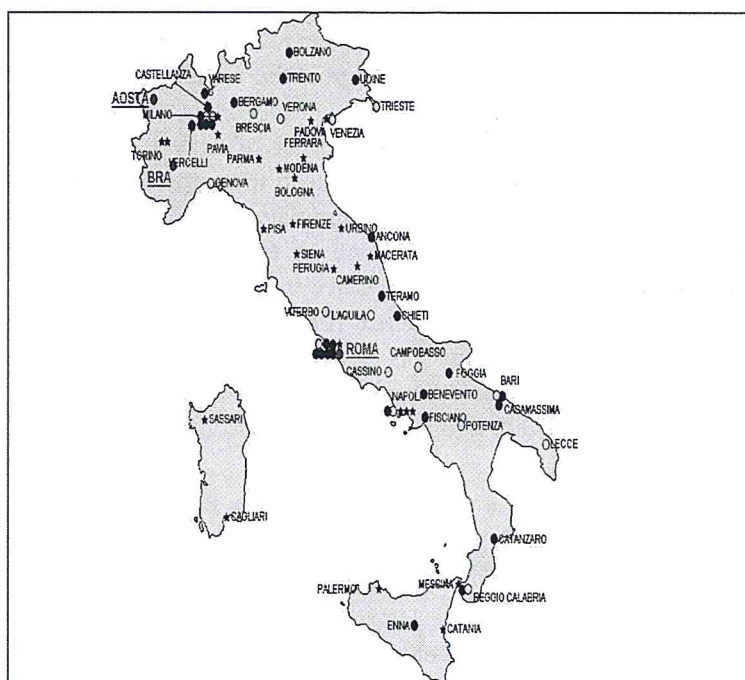 BOLZANO
CASTELLANZA
VARESE
TRENTO
UDINE
AOSTA
BERGAMO
VERONA
TRIESTE
MILANO
BRESCIA
PADOVA
VENEZIA
FERRARA
TORINO
VERCELLI
PAVIA
PARMA
MODENA
BRA
GENOVA
BOLOGNA
PISA
FIRENZE
URBINO
ANCONA
SIENA
MACERATA
PERUGIA
CAMERINO
TERAMO
VITERBO
L'AQUILA
CHIETI
ROMA
CAMPOBASSO
CASSINO
FOGGIA
BARI
NAPOLI
BENEVENTO
CASAMASSIMA
SASSARI
FISCIANO
POTENZA
LECCE
CAGLIARI
CATANZARO
PALERMO
MESSINA
REGGIO CALABRIA
ENNA
CATANIA